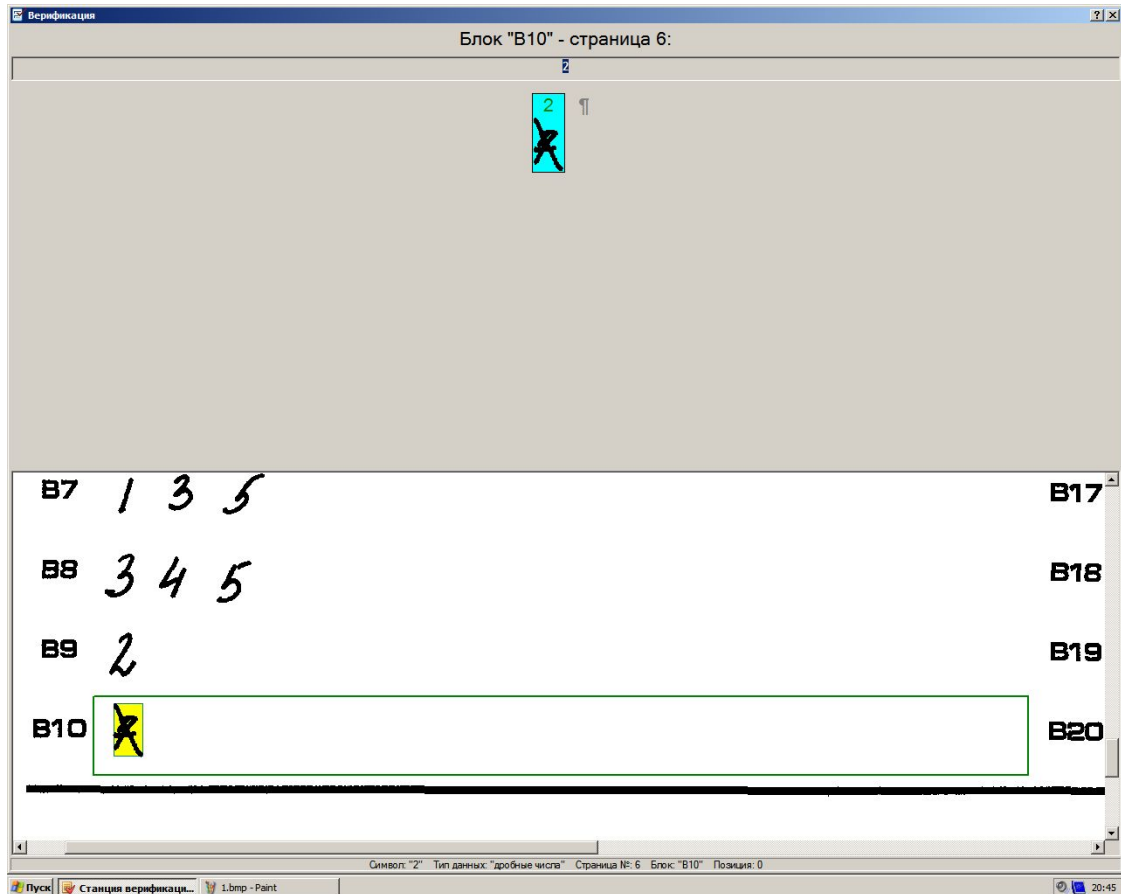 Верификация
Блок "B10" - страница 6:
2
2 ¶
B7 1 3 5 B17
B8 3 4 5 B18
B9 2 B19
B10 B20
Символ: "2" Тип данных: "дробные числа" Страница №: 6 Блок: "B10" Позиция: 0
Пуск Станция верификаци... 1.bmp - Paint 20:45